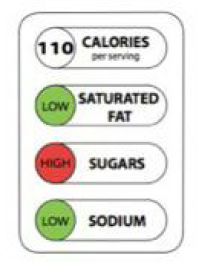 110 CALORIES
per serving
LOW SATURATED
FAT
HIGH SUGARS
LOW SODIUM